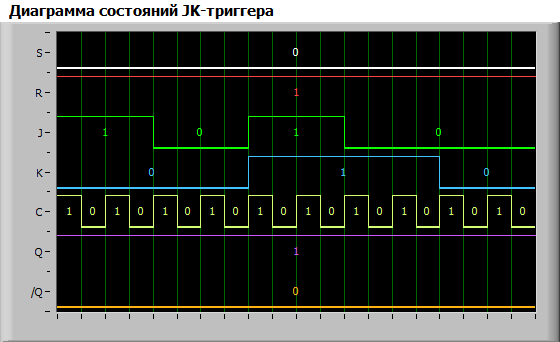 Диаграмма состояний JK-триггера
S 0
R 1
J 1 0 1 0
K 0 1 0
C 1 0 1 0 1 0 1 0 1 0 1 0 1 0 1 0 1 0 1 0
Q 1
/Q 0